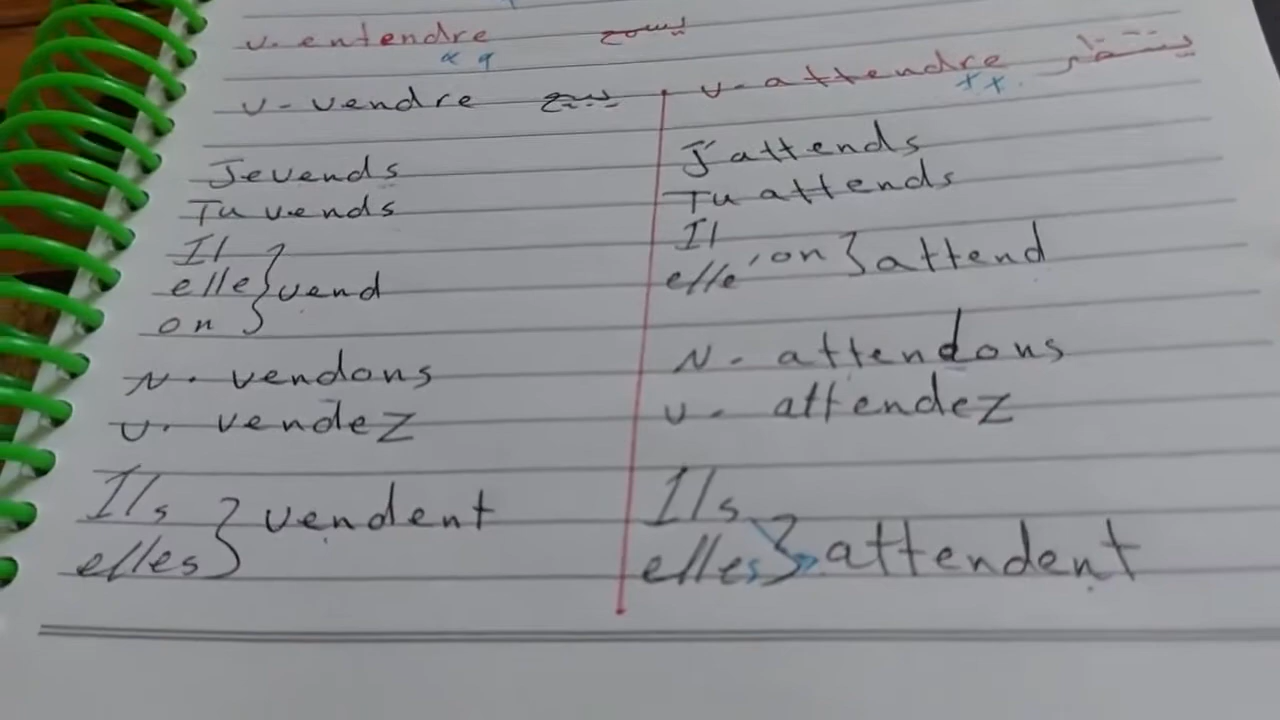 v. entendre يسمع
v - vendre يبيع
Je vends
Tu vends
Il
elle } vend
on
N. vendons
v. vendez
Ils
elles } vendent
v- attendre ينتظر
J'attends
Tu attends
Il
elle ' on } attend
N. attendons
v. attendez
Ils
elles } attendent